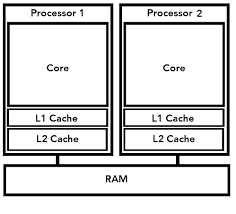 Processor 1
Core
L1 Cache
L2 Cache
Processor 2
Core
L1 Cache
L2 Cache
RAM